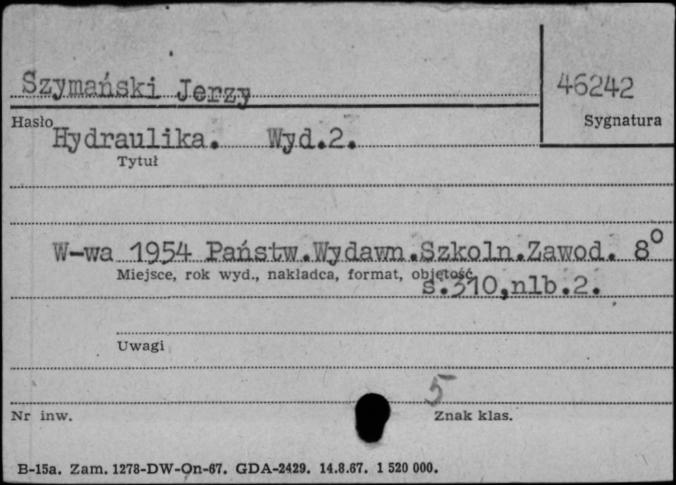 Szymański Jerzy
46242
Hasło
Sygnatura
Hydraulika. Wyd.2.
Tytuł
W-wa 1954 Państw.Wydawn.Szkoln.Zawod. 8°
Miejsce, rok wyd., nakładca, format, objętość
s.310,nlb.2.
Uwagi
5
Nr inw.
Znak klas.
B-15a. Zam. 1278-DW-On-67. GDA-2429. 14.8.67. 1 520 000.